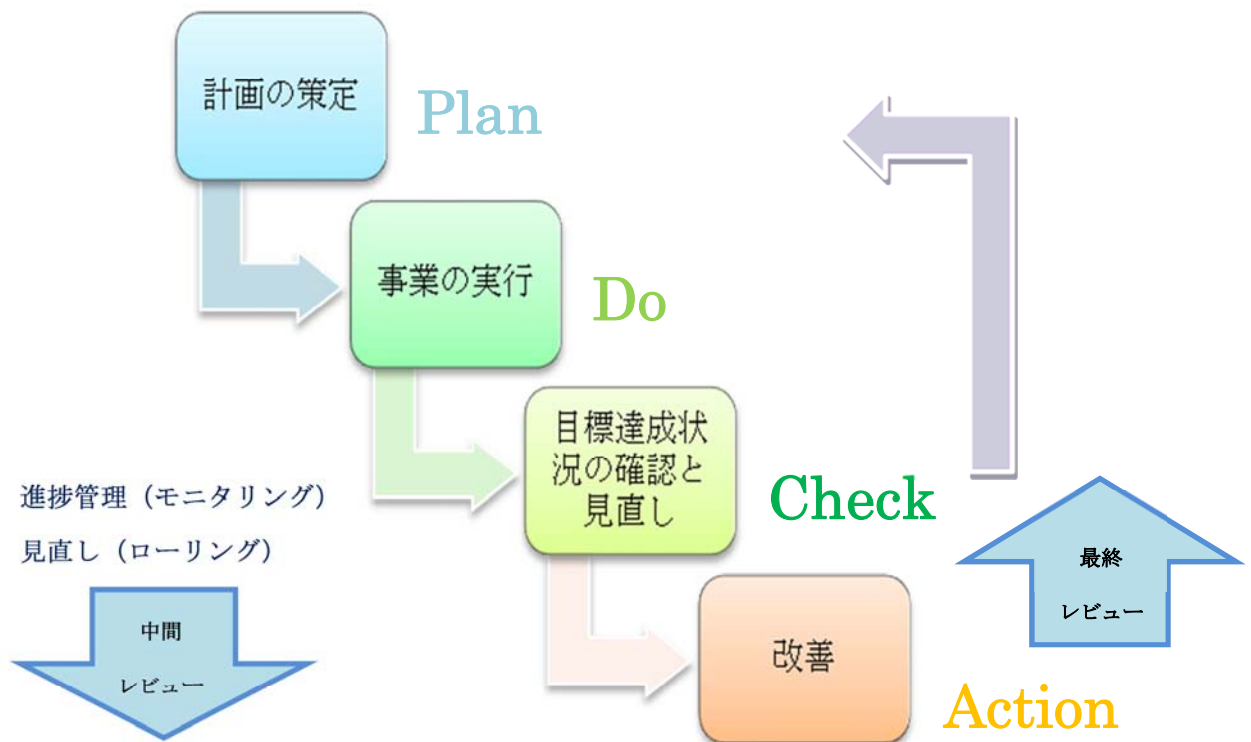 計画の策定
Plan
事業の実行
Do
目標達成状
況の確認と
見直し
Check
進捗管理（モニタリング）
見直し（ローリング）
中間
レビュー
最終
レビュー
改善
Action